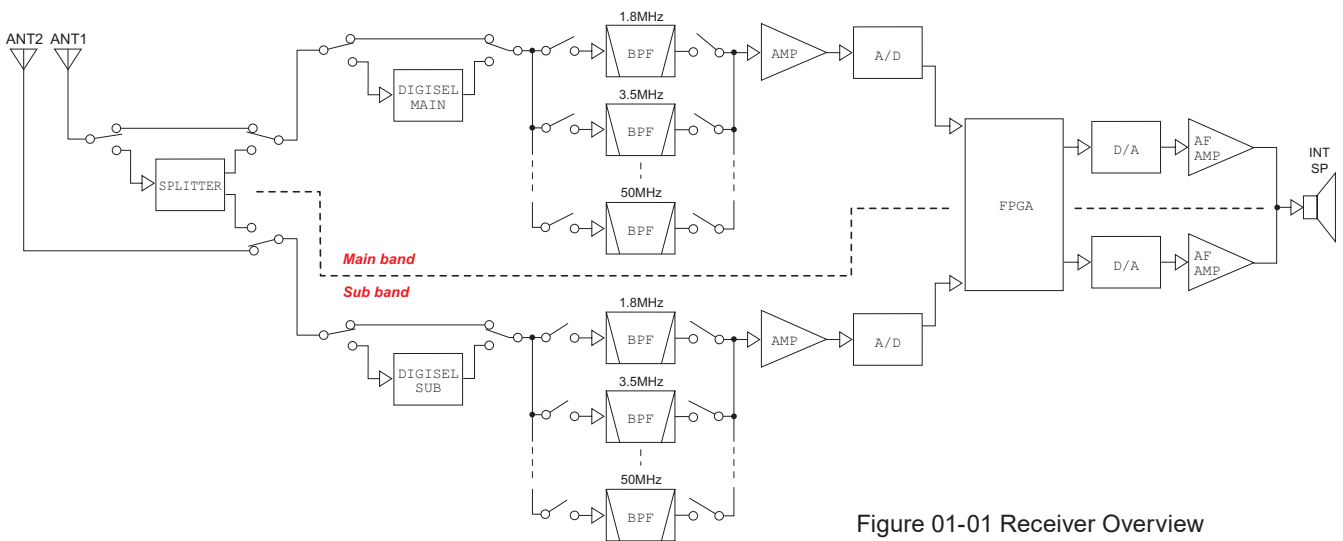 ANT2 ANT1
SPLITTER
DIGISEL
MAIN
1.8MHz
BPF
3.5MHz
BPF
50MHz
BPF
AMP
A/D
FPGA
D/A
AF
AMP
INT
SP
Main band
Sub band
DIGISEL
SUB
1.8MHz
BPF
3.5MHz
BPF
50MHz
BPF
AMP
A/D
D/A
AF
AMP
Figure 01-01 Receiver Overview